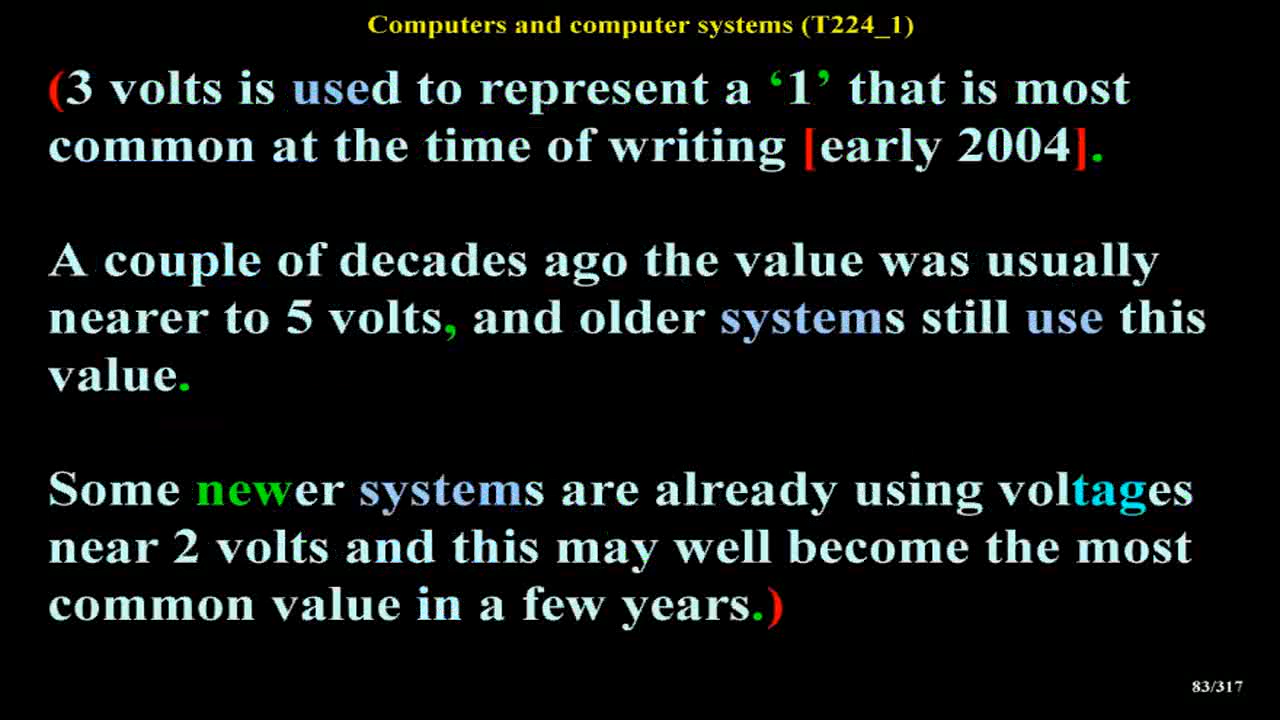 Computers and computer systems (T224_1)
(3 volts is used to represent a ‘1’ that is most
common at the time of writing [early 2004].
A couple of decades ago the value was usually
nearer to 5 volts, and older systems still use this
value.
Some newer systems are already using voltages
near 2 volts and this may well become the most
common value in a few years.)
83/317